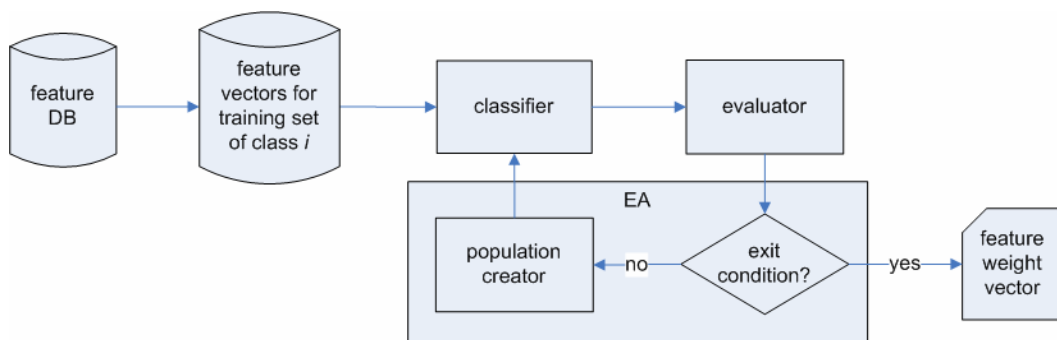 feature
DB
feature
vectors for
training set
of class i
classifier
evaluator
EA
population
creator
no
exit
condition?
yes
feature
weight
vector